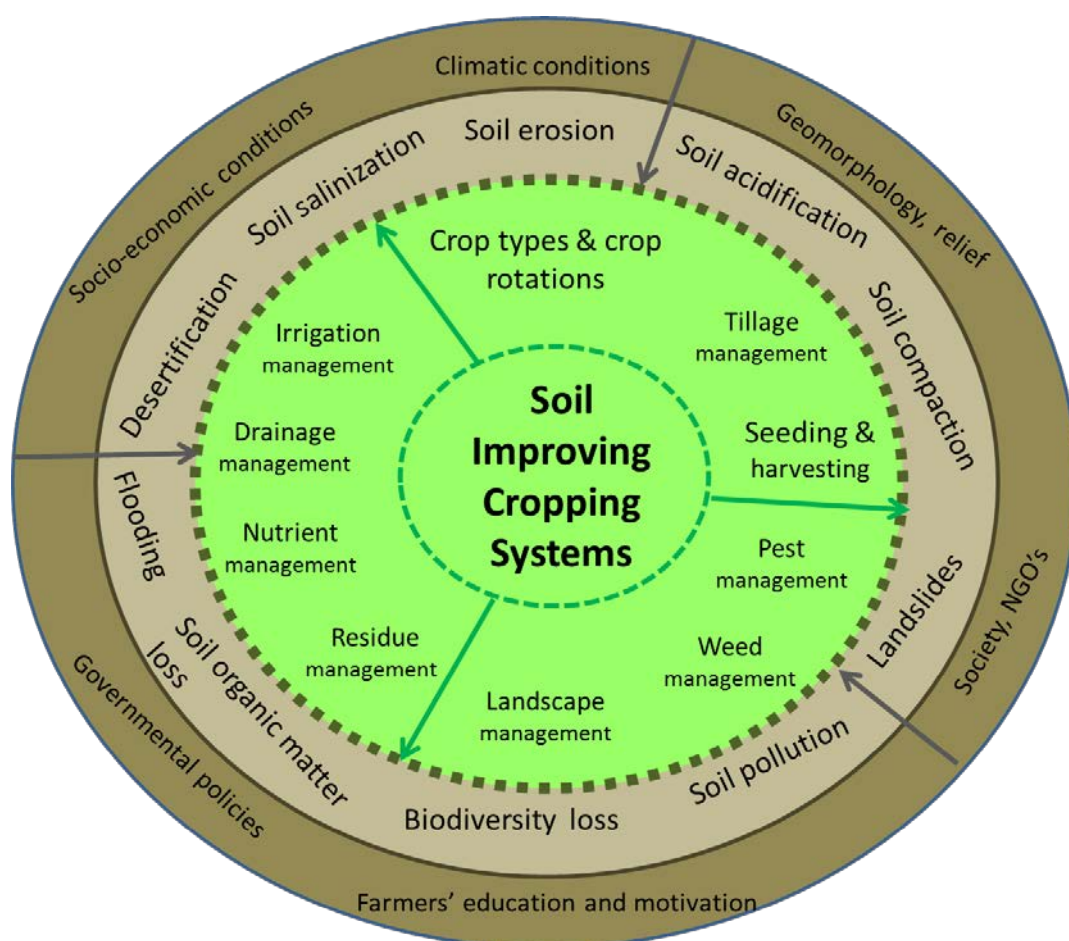 Climatic conditions
Geomorphology, relief
Society, NGO's
Farmers' education and motivation
Governmental policies
Socio-economic conditions
Soil erosion
Soil acidification
Soil compaction
Landslides
Soil pollution
Biodiversity loss
Soil organic matter
loss
Flooding
Desertification
Soil salinization
Crop types & crop
rotations
Tillage
management
Seeding &
harvesting
Pest
management
Weed
management
Landscape
management
Residue
management
Nutrient
management
Drainage
management
Irrigation
management
Soil
Improving
Cropping
Systems